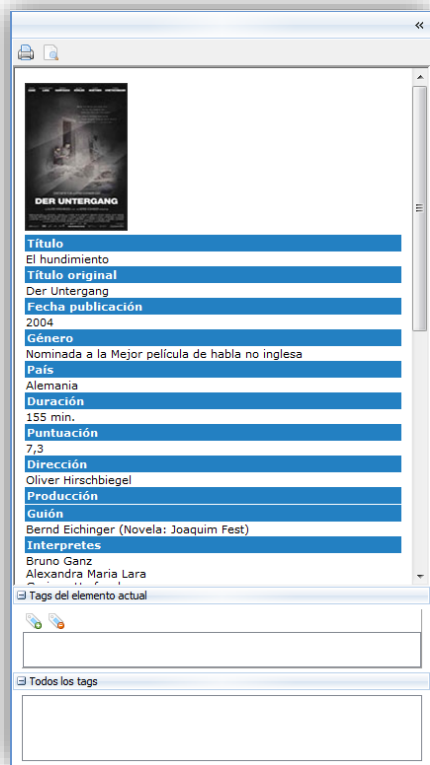 «
DER UNTERGANG
Título
El hundimiento
Título original
Der Untergang
Fecha publicación
2004
Género
Nominada a la Mejor película de habla no inglesa
País
Alemania
Duración
155 min.
Puntuación
7,3
Dirección
Oliver Hirschbiegel
Producción
Guión
Bernd Eichinger (Novela: Joaquim Fest)
Interpretes
Bruno Ganz
Alexandra Maria Lara
Tags del elemento actual
Todos los tags